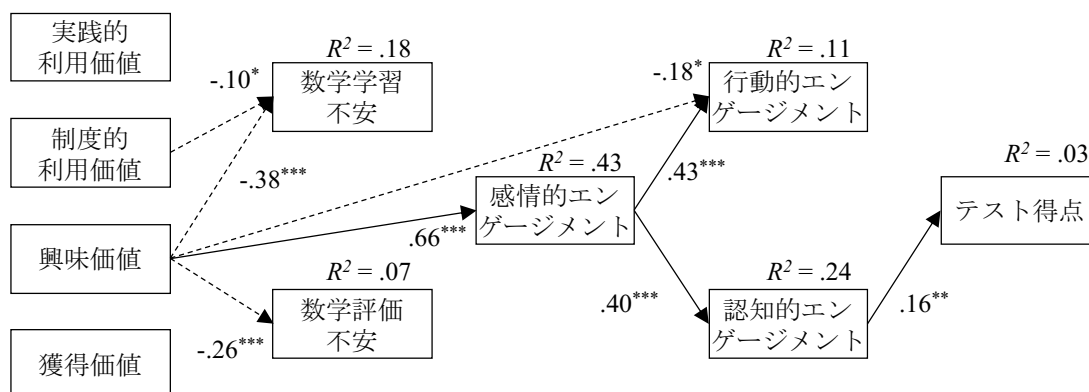 実践的
利用価値
制度的
利用価値
興味価値
獲得価値
R² = .18
-.10*
数学学習
不安
-.38***
R² = .07
数学評価
不安
-.26***
R² = .43
感情的エン
ゲージメント
.66***
R² = .11
-.18*
行動的エン
ゲージメント
.43***
R² = .24
認知的エン
ゲージメント
.40***
R² = .03
テスト得点
.16**